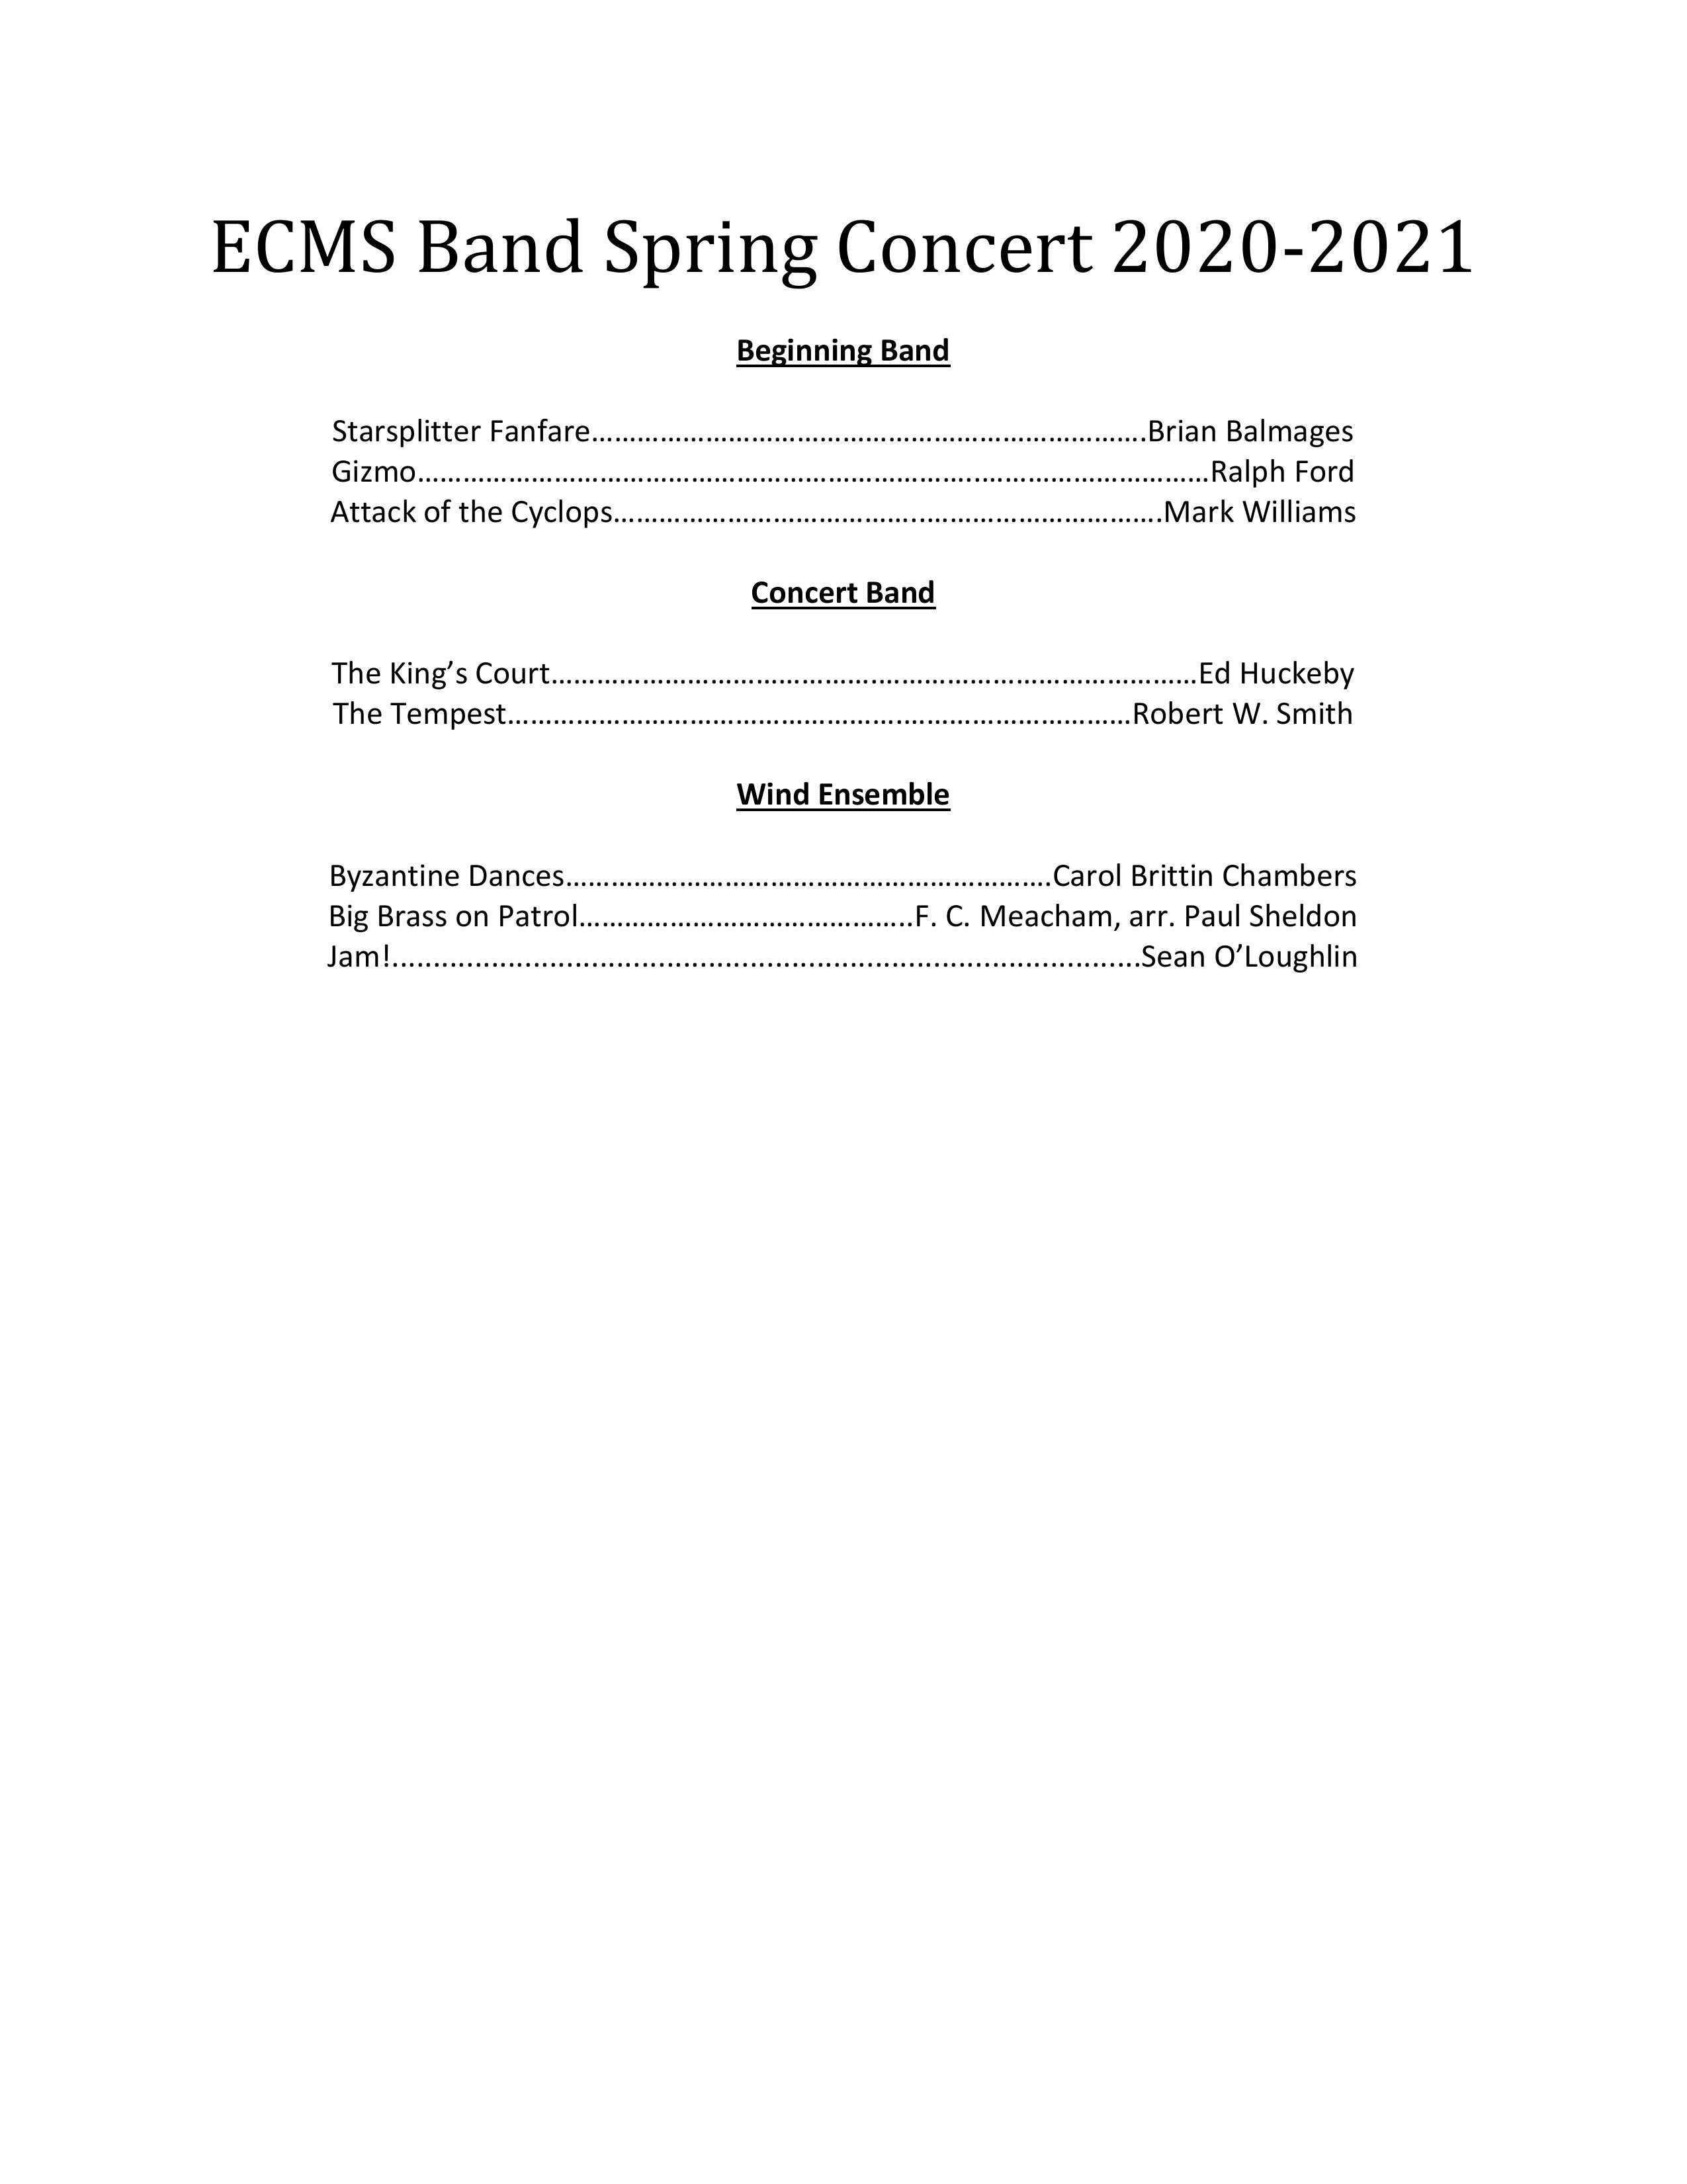 ECMS Band Spring Concert 2020-2021
Beginning Band
Starsplitter Fanfare……………………………………………………………….Brian Balmages
Gizmo…………………………………………………………………..…………………………Ralph Ford
Attack of the Cyclops…………………………………..………………………….Mark Williams
Concert Band
The King’s Court…………………………………….……………………………………Ed Huckeby
The Tempest…………………………………………….…………………………Robert W. Smith
Wind Ensemble
Byzantine Dances……………………………………………………….Carol Brittin Chambers
Big Brass on Patrol……………………………………..F. C. Meacham, arr. Paul Sheldon
Jam!..........................................................................................Sean O’Loughlin